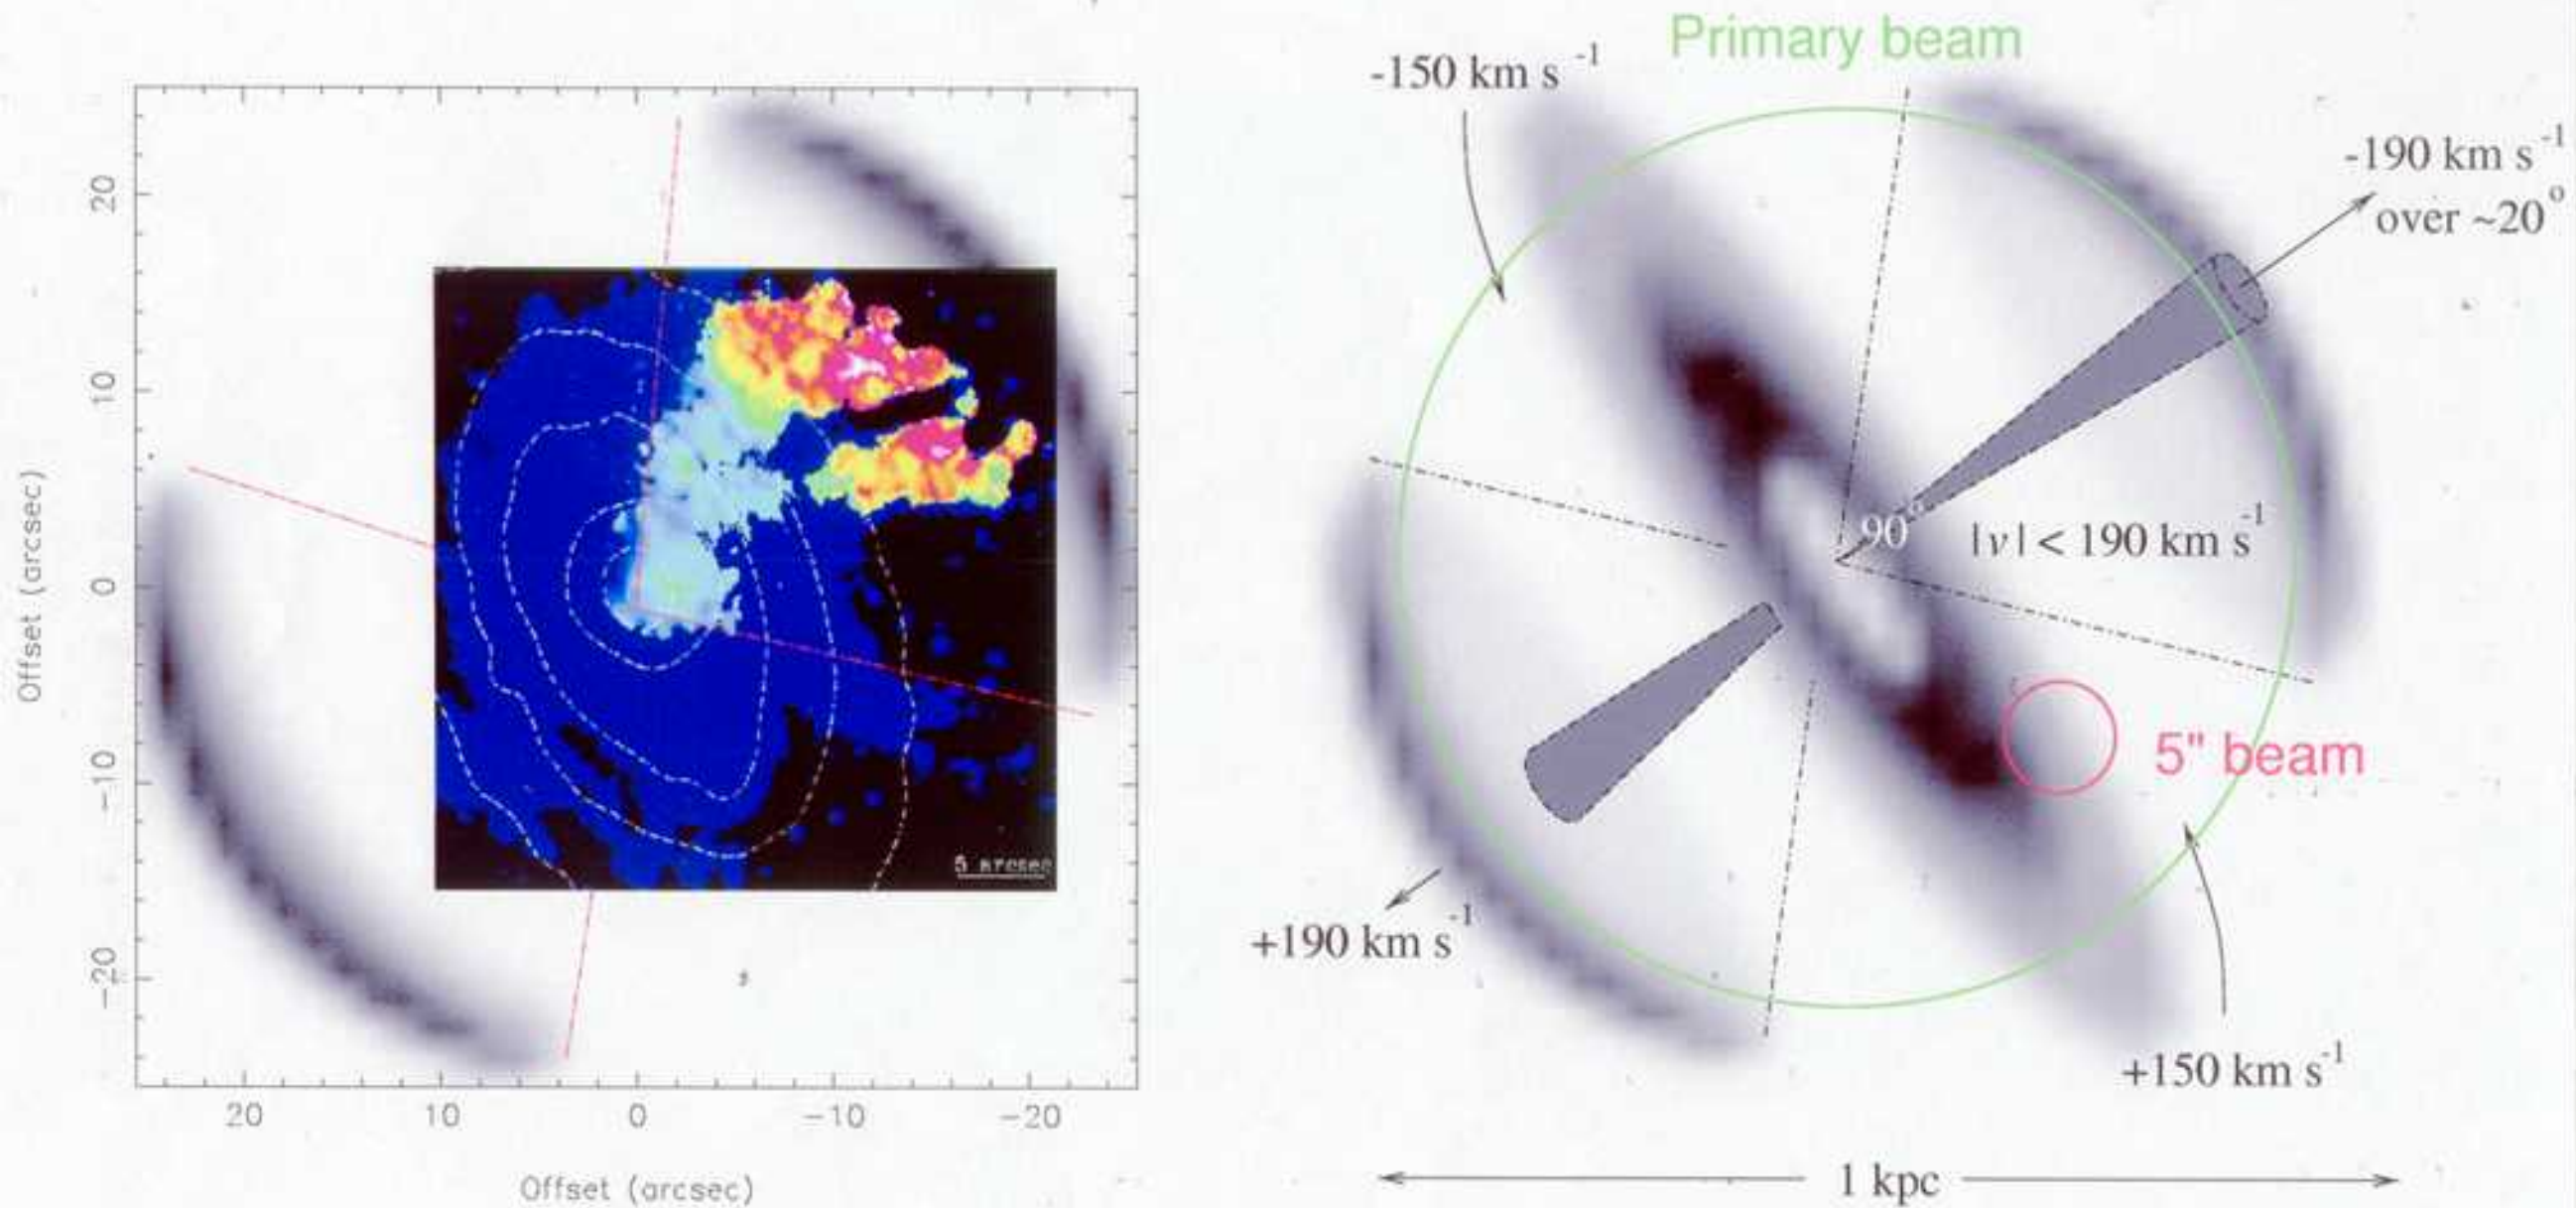 Offset (arcsec)
20
10
0
−10
−20
5 arcsec
20
10
0
−10
−20
Offset (arcsec)
Primary beam
-150 km s -1
-190 km s -1
over ~20°
90°
|v| < 190 km s -1
5" beam
+190 km s -1
+150 km s -1
1 kpc